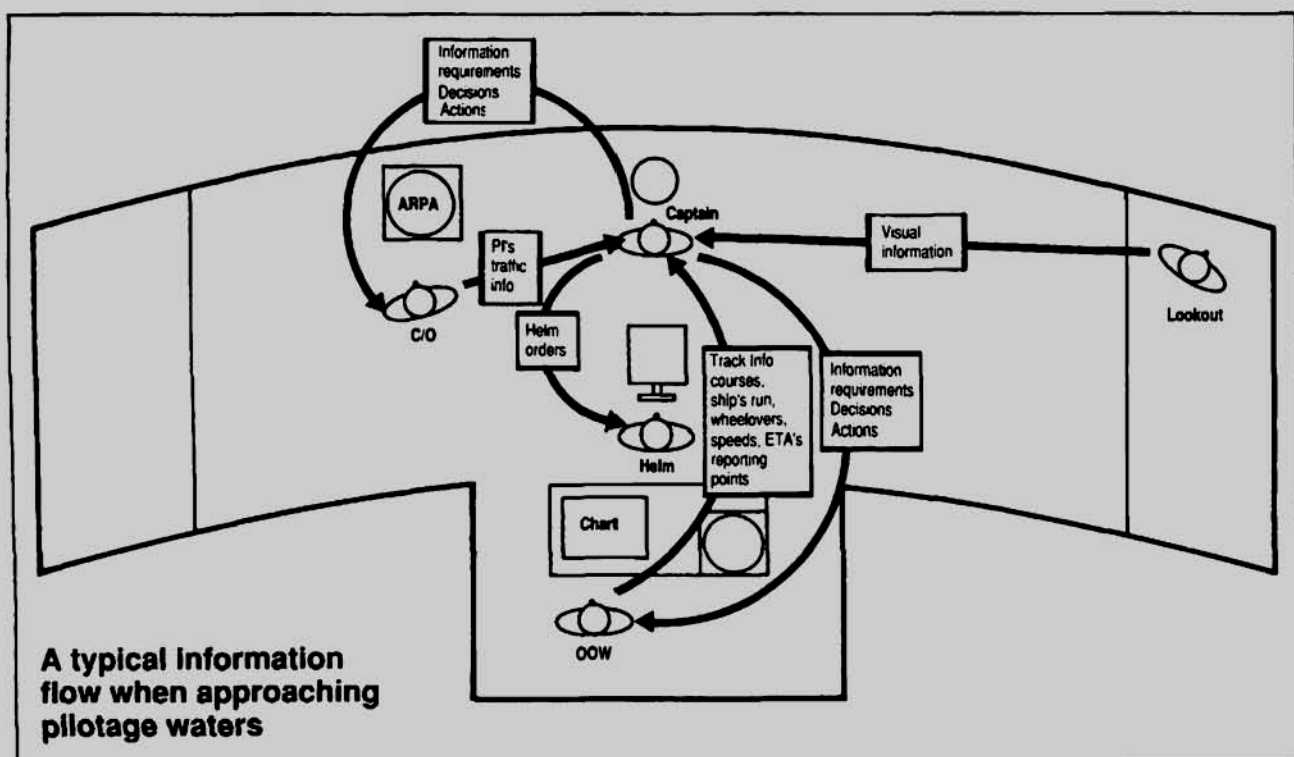 Information
requirements
Decisions
Actions
ARPA
Captain
PI's
traffic
info
Visual
information
C/O
Lookout
Helm
orders
Track Info
courses,
ship's run,
wheelovers,
speeds, ETA's
reporting
points
Information
requirements
Decisions
Actions
Helm
Chart
OOW
A typical information
flow when approaching
pilotage waters